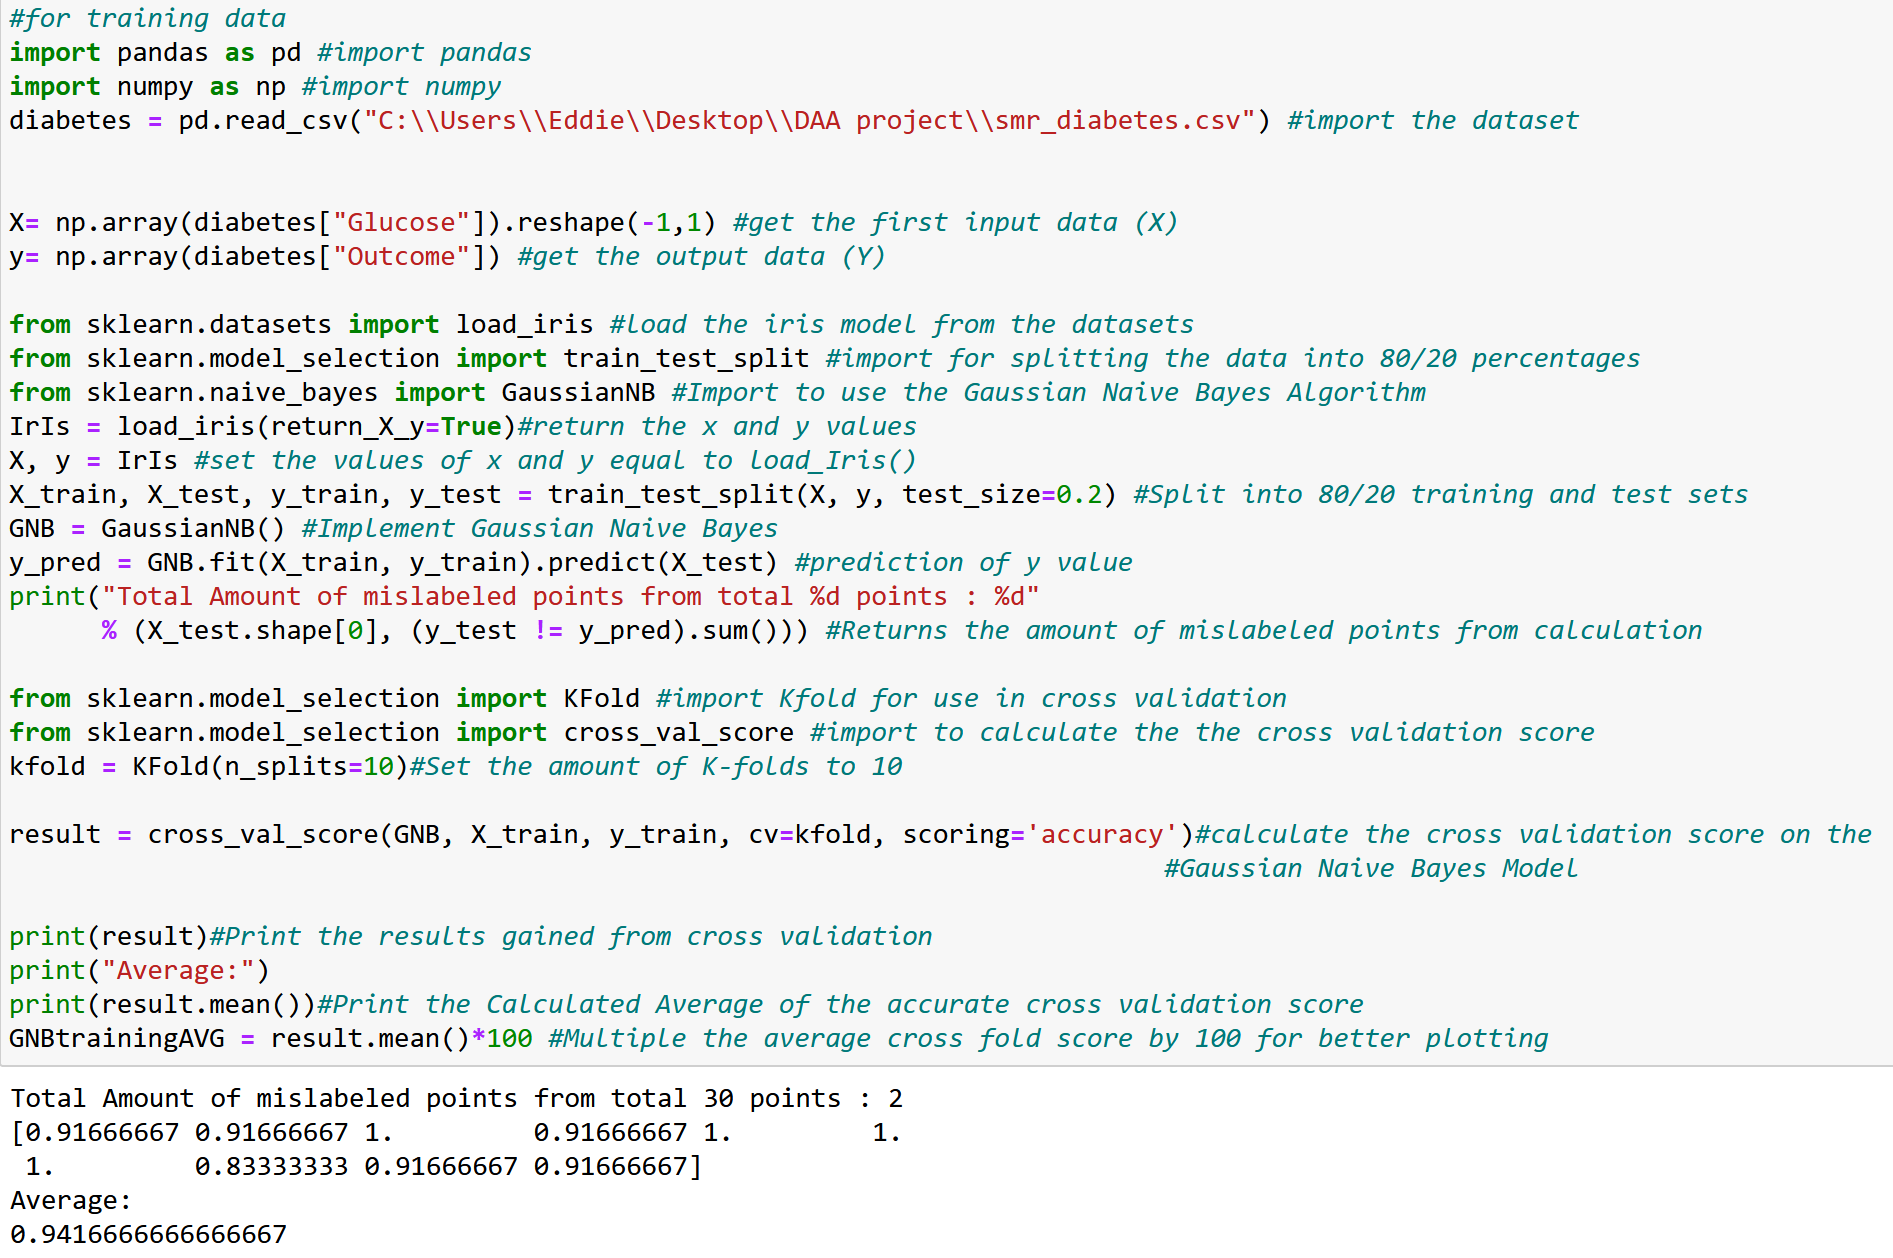 #for training data
import pandas as pd #import pandas
import numpy as np #import numpy
diabetes = pd.read_csv("C:\\Users\\Eddie\\Desktop\\DAA project\\smr_diabetes.csv") #import the dataset
X= np.array(diabetes["Glucose"]).reshape(-1,1) #get the first input data (X)
y= np.array(diabetes["Outcome"]) #get the output data (Y)
from sklearn.datasets import load_iris #load the iris model from the datasets
from sklearn.model_selection import train_test_split #import for splitting the data into 80/20 percentages
from sklearn.naive_bayes import GaussianNB #Import to use the Gaussian Naive Bayes Algorithm
IrIs = load_iris(return_X_y=True)#return the x and y values
X, y = IrIs #set the values of x and y equal to load_Iris()
X_train, X_test, y_train, y_test = train_test_split(X, y, test_size=0.2) #Split into 80/20 training and test sets
GNB = GaussianNB() #Implement Gaussian Naive Bayes
y_pred = GNB.fit(X_train, y_train).predict(X_test) #prediction of y value
print("Total Amount of mislabeled points from total %d points : %d"
      % (X_test.shape[0], (y_test != y_pred).sum())) #Returns the amount of mislabeled points from calculation
from sklearn.model_selection import KFold #import Kfold for use in cross validation
from sklearn.model_selection import cross_val_score #import to calculate the the cross validation score
kfold = KFold(n_splits=10)#Set the amount of K-folds to 10
result = cross_val_score(GNB, X_train, y_train, cv=kfold, scoring='accuracy')#calculate the cross validation score on the
#Gaussian Naive Bayes Model
print(result)#Print the results gained from cross validation
print("Average:")
print(result.mean())#Print the Calculated Average of the accurate cross validation score
GNBtrainingAVG = result.mean()*100 #Multiple the average cross fold score by 100 for better plotting
Total Amount of mislabeled points from total 30 points : 2
[0.91666667 0.91666667 1.         0.91666667 1.         1.
 1.         0.83333333 0.91666667 0.91666667]
Average:
0.9416666666666667